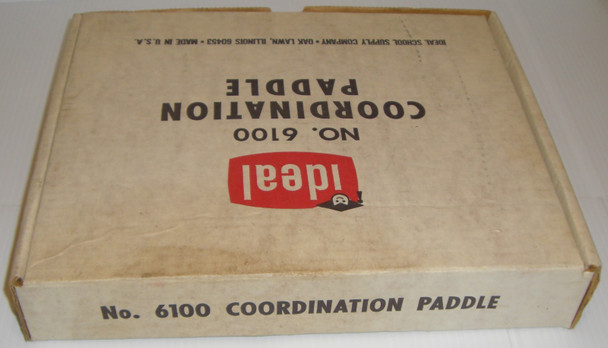 ideal
NO. 6100
COORDINATION
PADDLE
IDEAL SCHOOL SUPPLY COMPANY • OAK LAWN, ILLINOIS 60453 • MADE IN U.S.A.
No. 6100 COORDINATION PADDLE